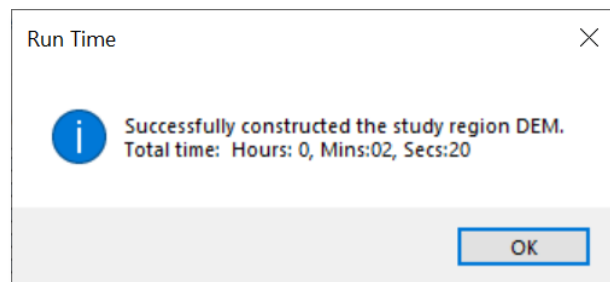 Run Time
Successfully constructed the study region DEM.
Total time:  Hours: 0, Mins:02, Secs:20
OK